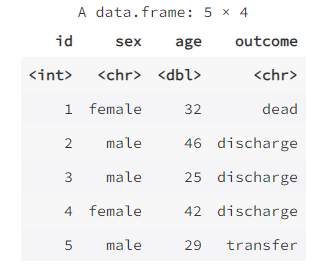 A data.frame: 5 × 4
id sex age outcome
<int> <chr> <dbl> <chr>
1 female 32 dead
2 male 46 discharge
3 male 25 discharge
4 female 42 discharge
5 male 29 transfer